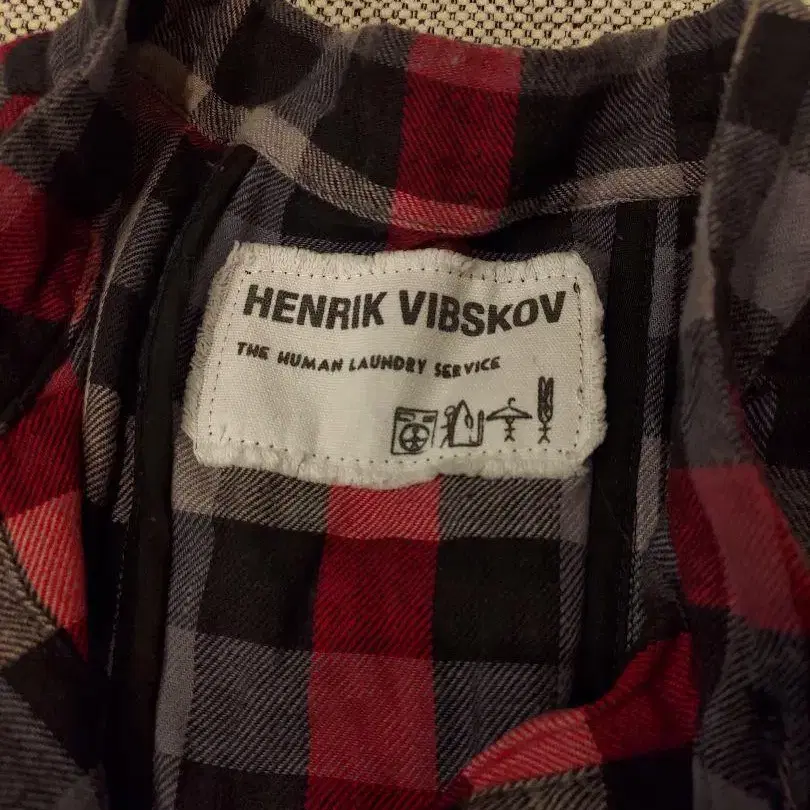 HENRIK VIBSKOV
THE HUMAN LAUNDRY SERVICE